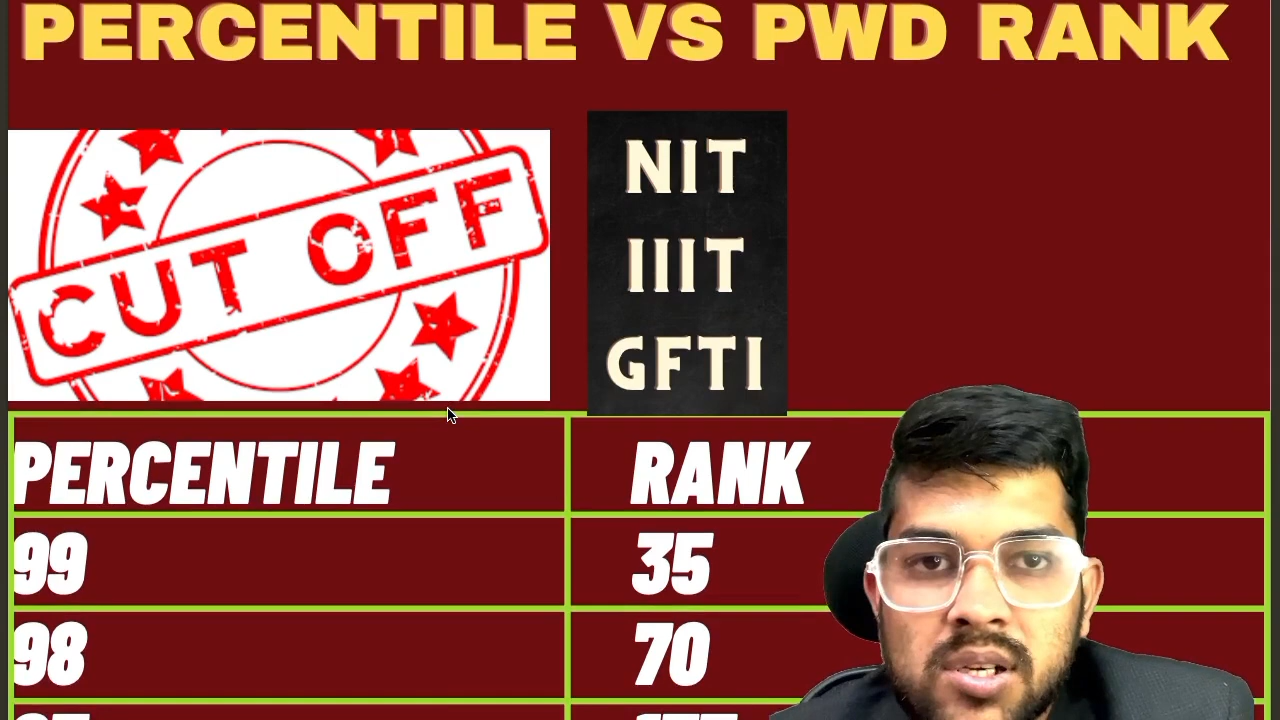 PERCENTILE VS PWD RANK
CUT OFF
NIT
IIIT
GFTI
PERCENTILE RANK
99 35
98 70